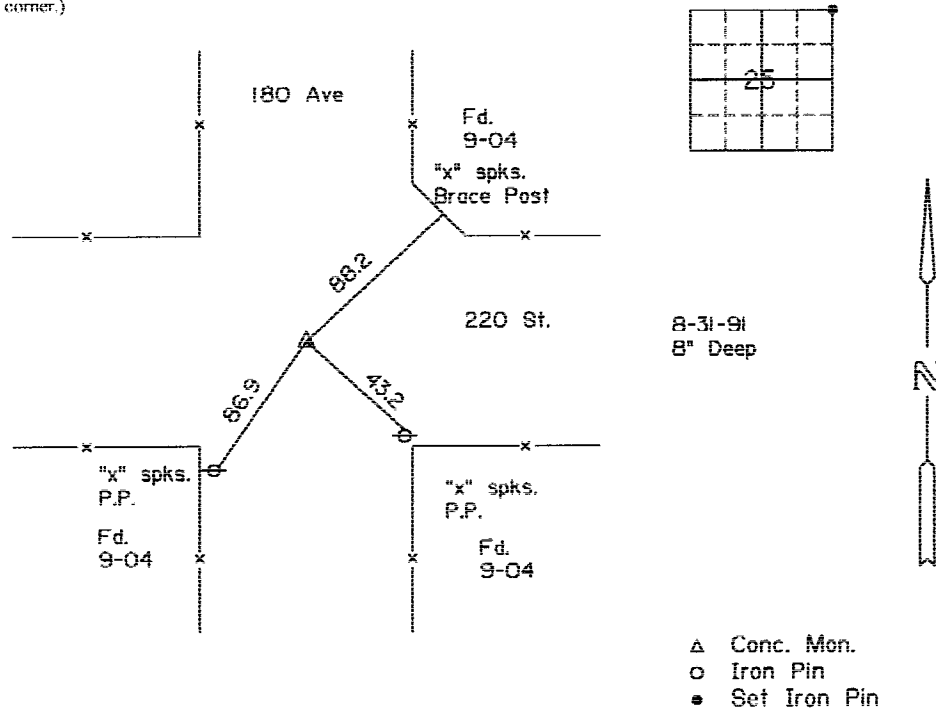 corner.)
180 Ave
Fd.
9-04
"x" spks.
Brace Post
25
88.2
220 St.
8-31-91
8" Deep
N
86.9
43.2
"x" spks.
P.P.
Fd.
9-04
"x" spks.
P.P.
Fd.
9-04
Conc. Mon.
Iron Pin
Set Iron Pin